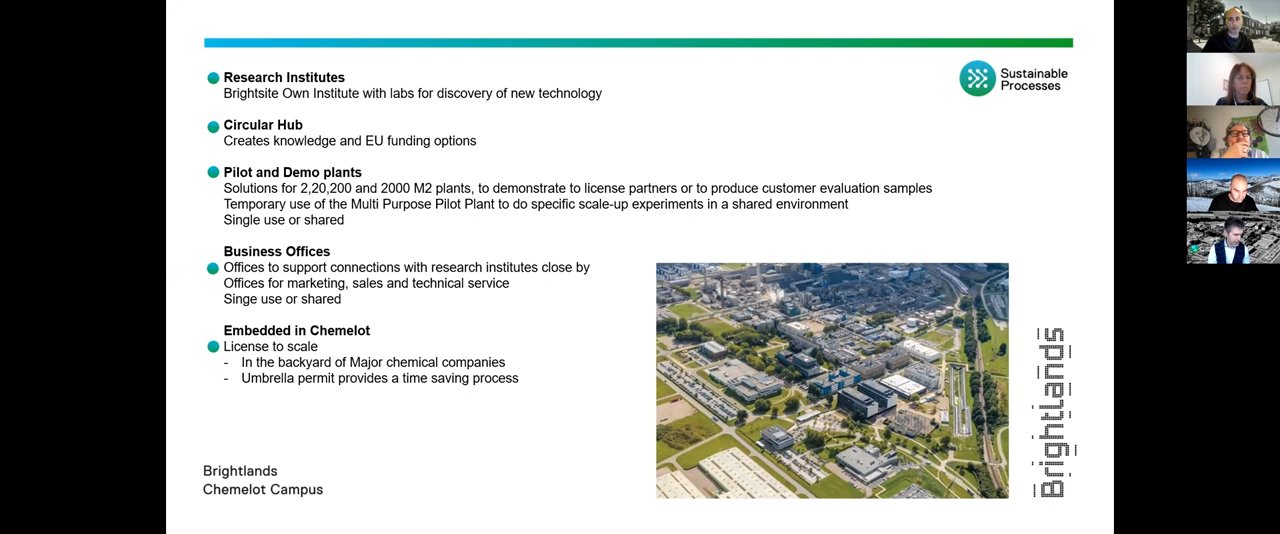 Sustainable
Processes
Research Institutes
Brightsite Own Institute with labs for discovery of new technology
Circular Hub
Creates knowledge and EU funding options
Pilot and Demo plants
Solutions for 2,20,200 and 2000 M2 plants, to demonstrate to license partners or to produce customer evaluation samples
Temporary use of the Multi Purpose Pilot Plant to do specific scale-up experiments in a shared environment
Single use or shared
Business Offices
Offices to support connections with research institutes close by
Offices for marketing, sales and technical service
Singe use or shared
Embedded in Chemelot
License to scale
- In the backyard of Major chemical companies
- Umbrella permit provides a time saving process
Brightlands
Chemelot Campus
Brightlands